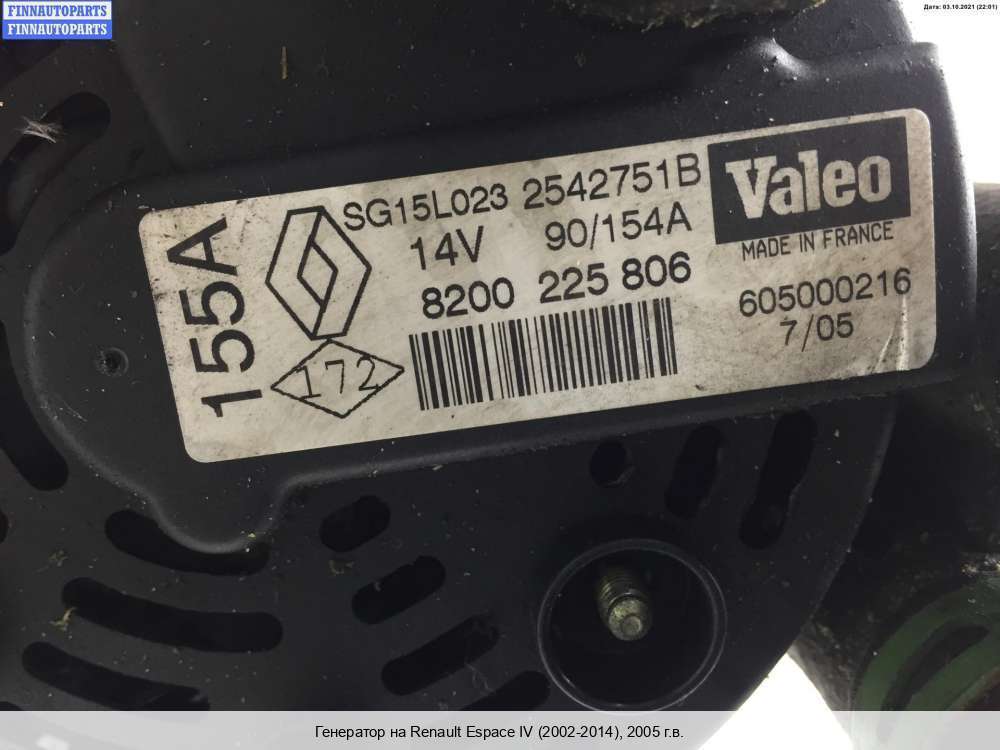 FINNAUTOPARTS
FINNAUTOPARTS
Дата: 03.10.2021 (22:01)
155A
SG15L023 2542751B
14V 90/154A
8200 225 806
172
Valeo
MADE IN FRANCE
605000216
7/05
Генератор на Renault Espace IV (2002-2014), 2005 г.в.